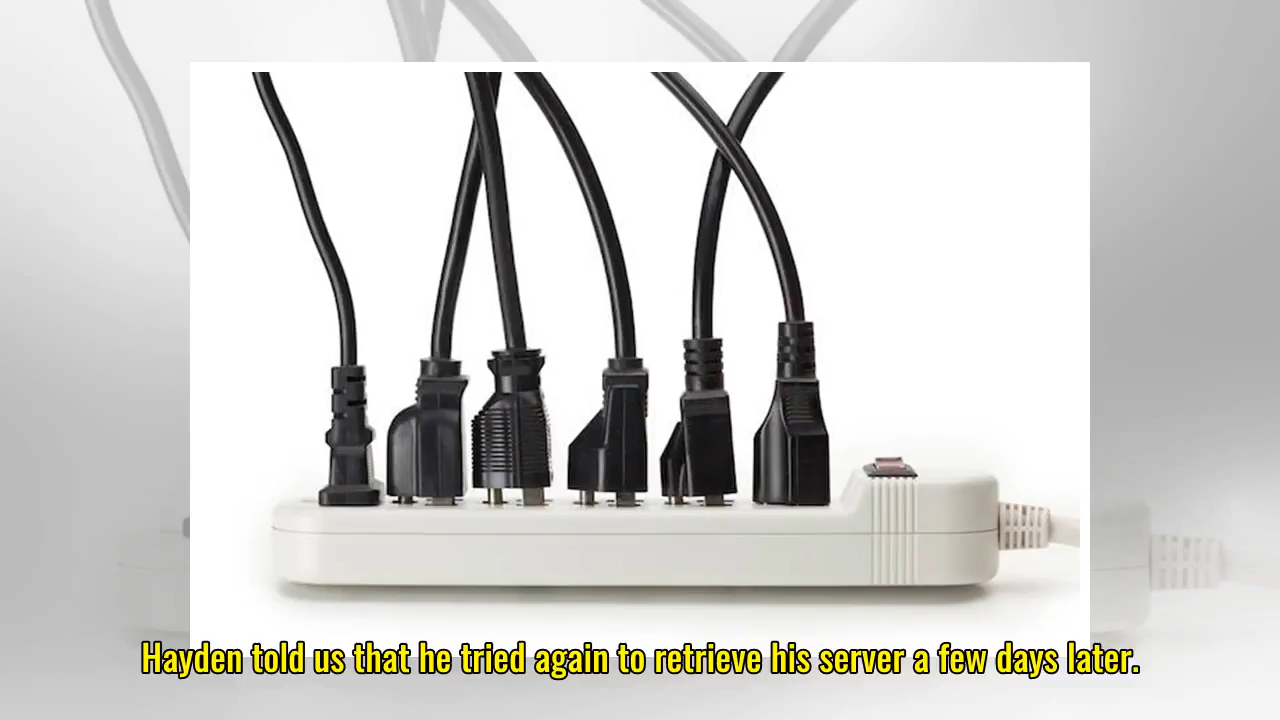 Hayden told us that he tried again to retrieve his server a few days later.